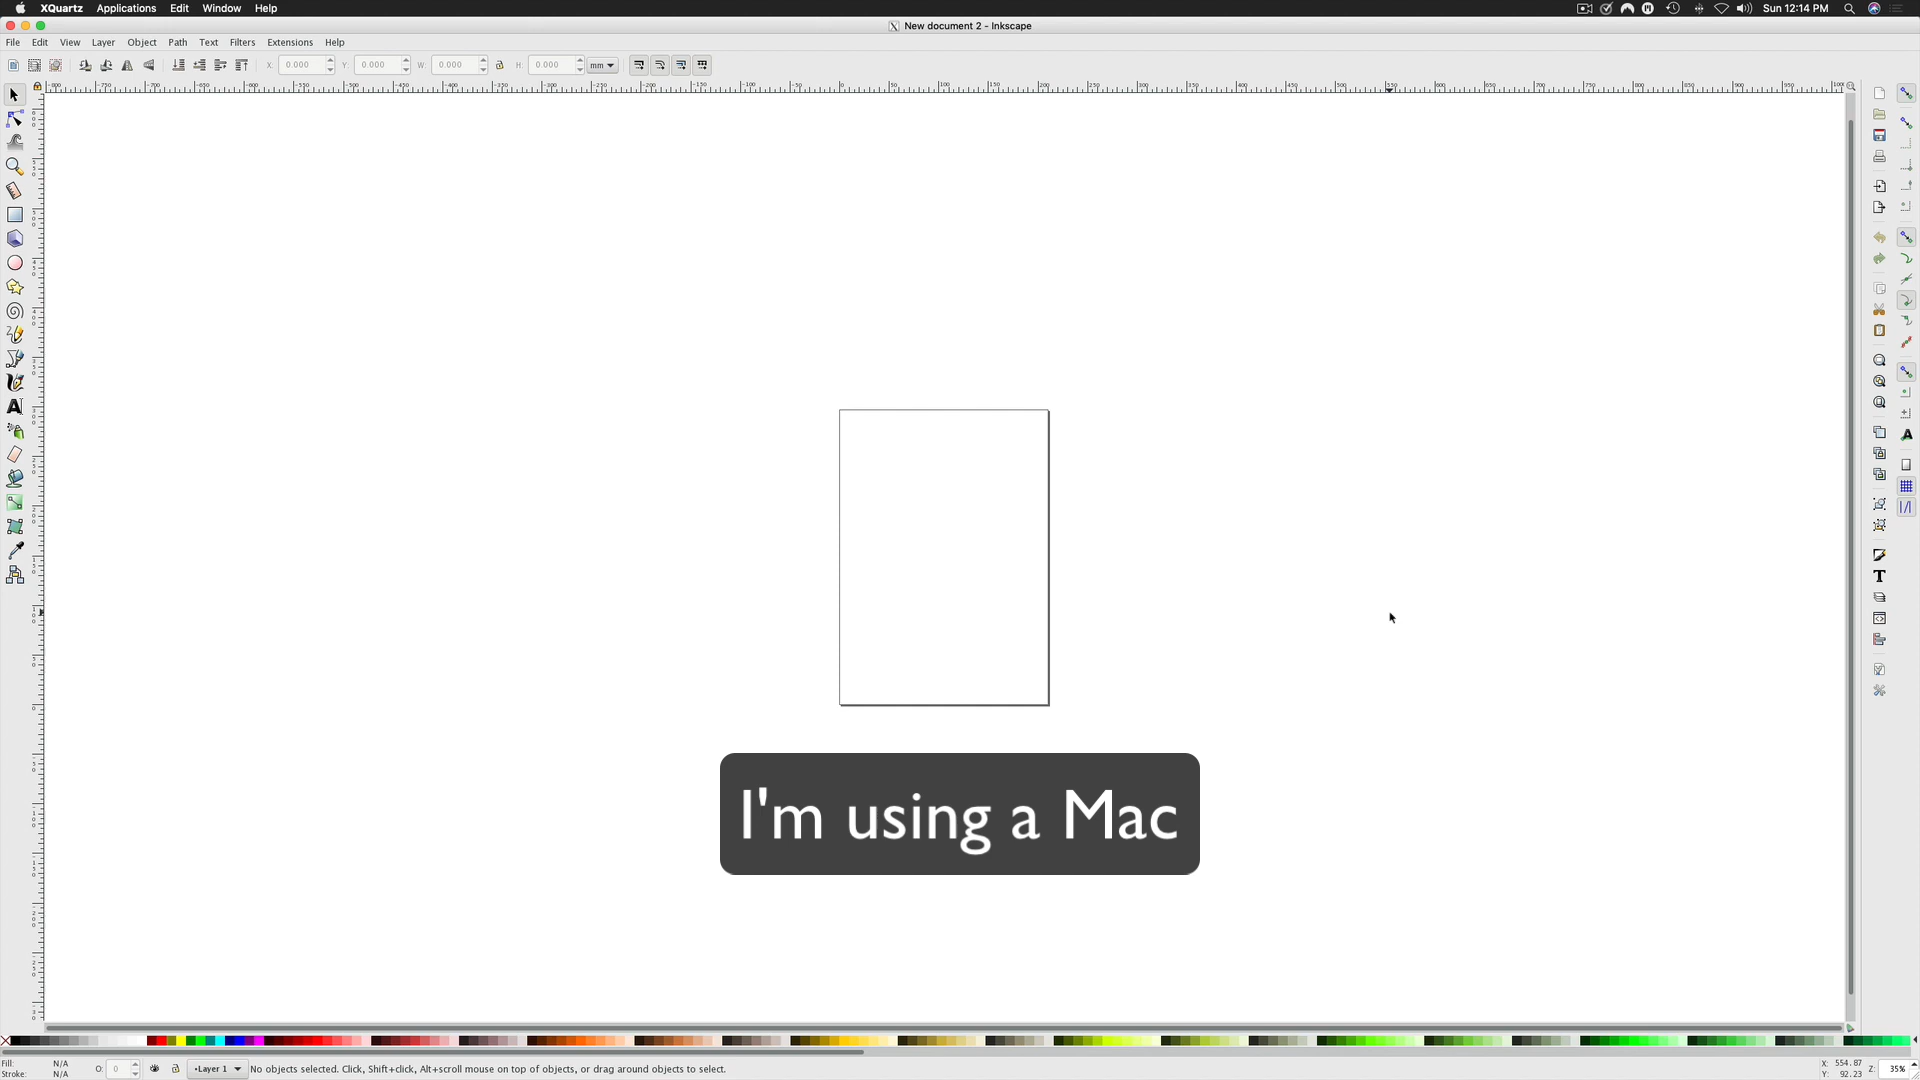 XQuartz Applications Edit Window Help
Sun 12:14 PM
New document 2 - Inkscape
File Edit View Layer Object Path Text Filters Extensions Help
X: 0.000 Y: 0.000 W: 0.000 H: 0.000 mm
I'm using a Mac
Fill: N/A
Stroke: N/A
O: 0
•Layer 1
No objects selected. Click, Shift+click, Alt+scroll mouse on top of objects, or drag around objects to select.
X: 554.87
Y: 92.23
Z: 35%